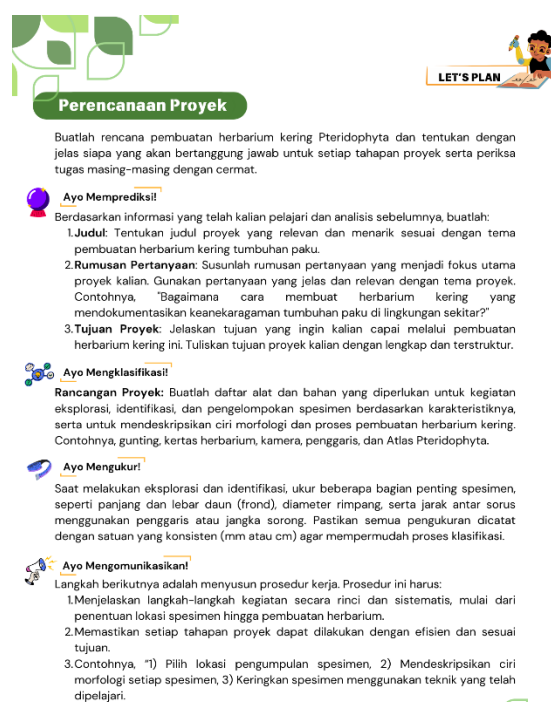 LET'S PLAN
Perencanaan Proyek
Buatlah rencana pembuatan herbarium kering Pteridophyta dan tentukan dengan
jelas siapa yang akan bertanggung jawab untuk setiap tahapan proyek serta periksa
tugas masing-masing dengan cermat.
Ayo Memprediksi!
Berdasarkan informasi yang telah kalian pelajari dan analisis sebelumnya, buatlah:
1.Judul: Tentukan judul proyek yang relevan dan menarik sesuai dengan tema
pembuatan herbarium kering tumbuhan paku.
2.Rumusan Pertanyaan: Susunlah rumusan pertanyaan yang menjadi fokus utama
proyek kalian. Gunakan pertanyaan yang jelas dan relevan dengan tema proyek.
Contohnya, "Bagaimana cara membuat herbarium kering yang
mendokumentasikan keanekaragaman tumbuhan paku di lingkungan sekitar?"
3.Tujuan Proyek: Jelaskan tujuan yang ingin kalian capai melalui pembuatan
herbarium kering ini. Tuliskan tujuan proyek kalian dengan lengkap dan terstruktur.
Ayo Mengklasifikasi!
Rancangan Proyek: Buatlah daftar alat dan bahan yang diperlukan untuk kegiatan
eksplorasi, identifikasi, dan pengelompokan spesimen berdasarkan karakteristiknya,
serta untuk mendeskripsikan ciri morfologi dan proses pembuatan herbarium kering.
Contohnya, gunting, kertas herbarium, kamera, penggaris, dan Atlas Pteridophyta.
Ayo Mengukur!
Saat melakukan eksplorasi dan identifikasi, ukur beberapa bagian penting spesimen,
seperti panjang dan lebar daun (frond), diameter rimpang, serta jarak antar sorus
menggunakan penggaris atau jangka sorong. Pastikan semua pengukuran dicatat
dengan satuan yang konsisten (mm atau cm) agar mempermudah proses klasifikasi.
Ayo Mengomunikasikan!
Langkah berikutnya adalah menyusun prosedur kerja. Prosedur ini harus:
1.Menjelaskan langkah-langkah kegiatan secara rinci dan sistematis, mulai dari
penentuan lokasi spesimen hingga pembuatan herbarium.
2.Memastikan setiap tahapan proyek dapat dilakukan dengan efisien dan sesuai
tujuan.
3.Contohnya, "1) Pilih lokasi pengumpulan spesimen, 2) Mendeskripsikan ciri
morfologi setiap spesimen, 3) Keringkan spesimen menggunakan teknik yang telah
dipelajari.